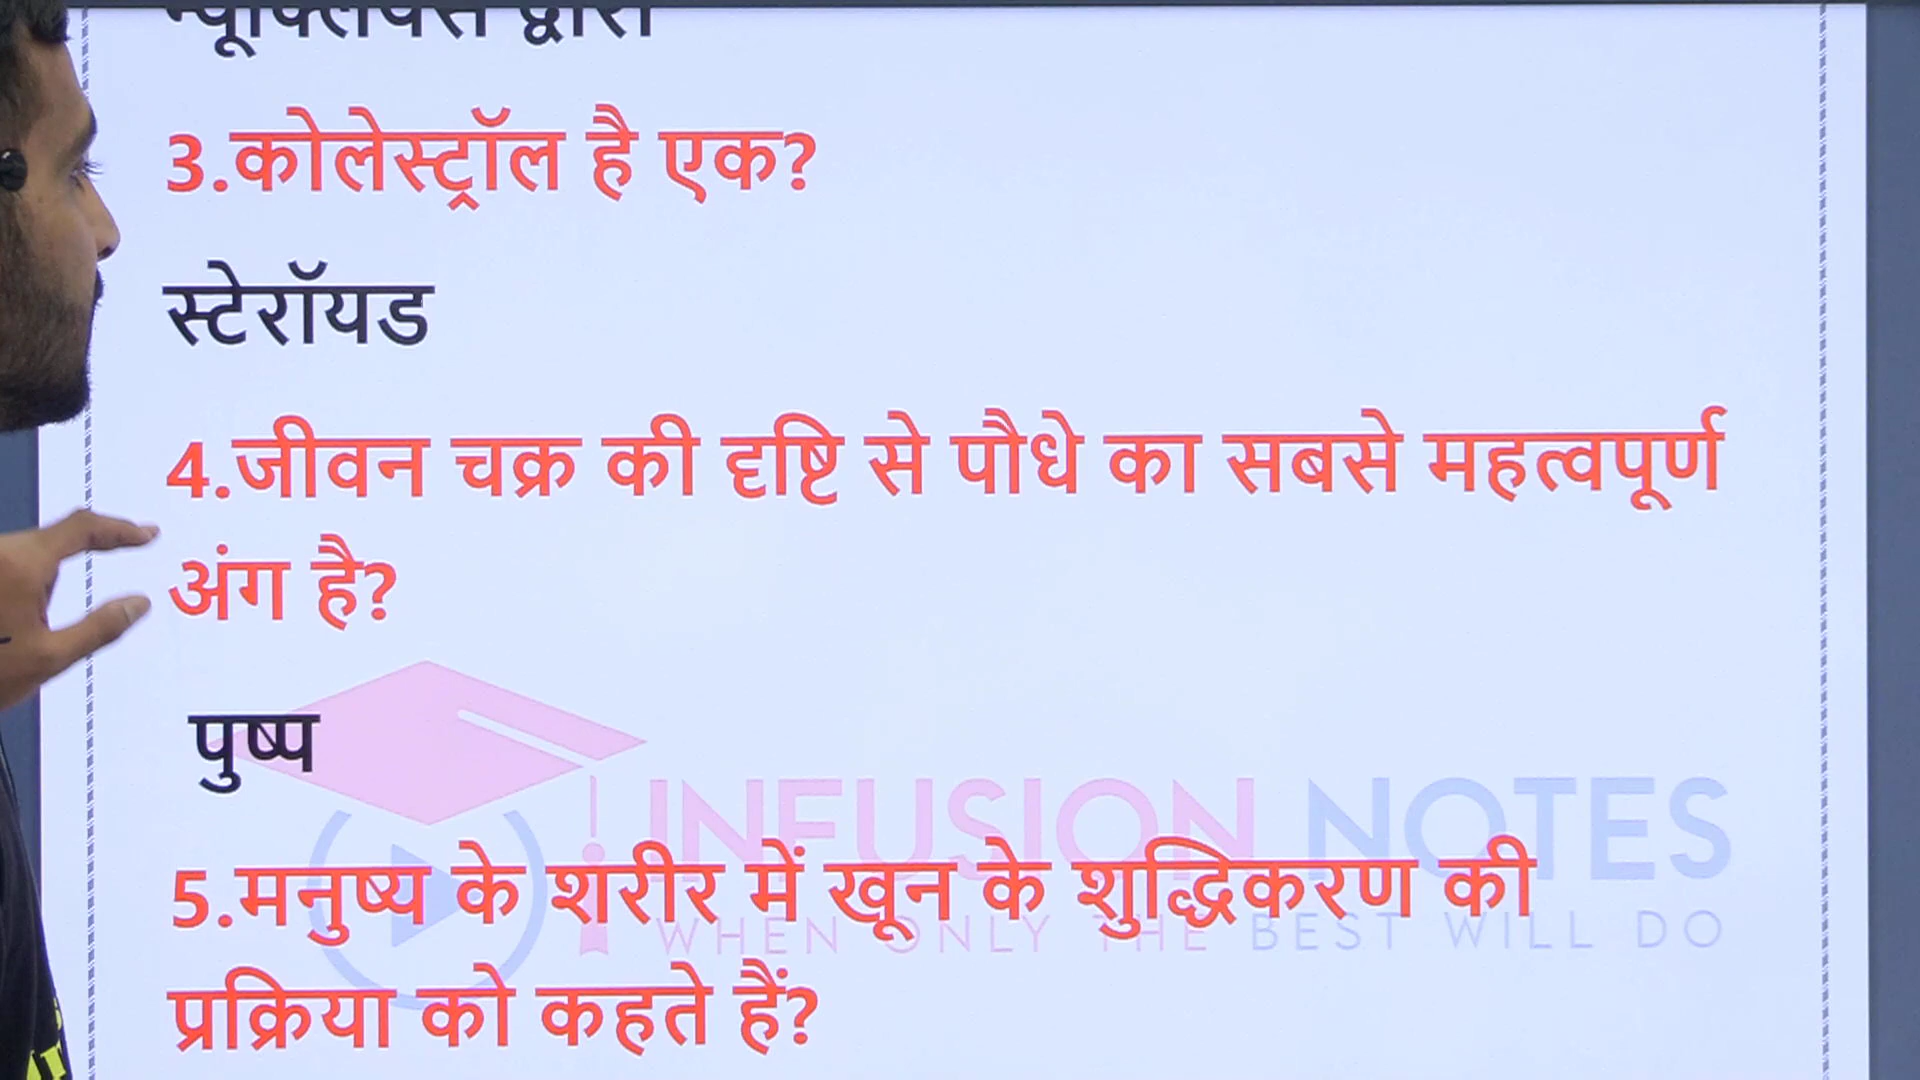 न्यूक्लियस द्वारा
3.कोलेस्ट्रॉल है एक?
स्टेरॉयड
4.जीवन चक्र की दृष्टि से पौधे का सबसे महत्वपूर्ण
अंग है?
पुष्प
INFUSION NOTES
WHEN ONLY THE BEST WILL DO
5.मनुष्य के शरीर में खून के शुद्धिकरण की
प्रक्रिया को कहते हैं?